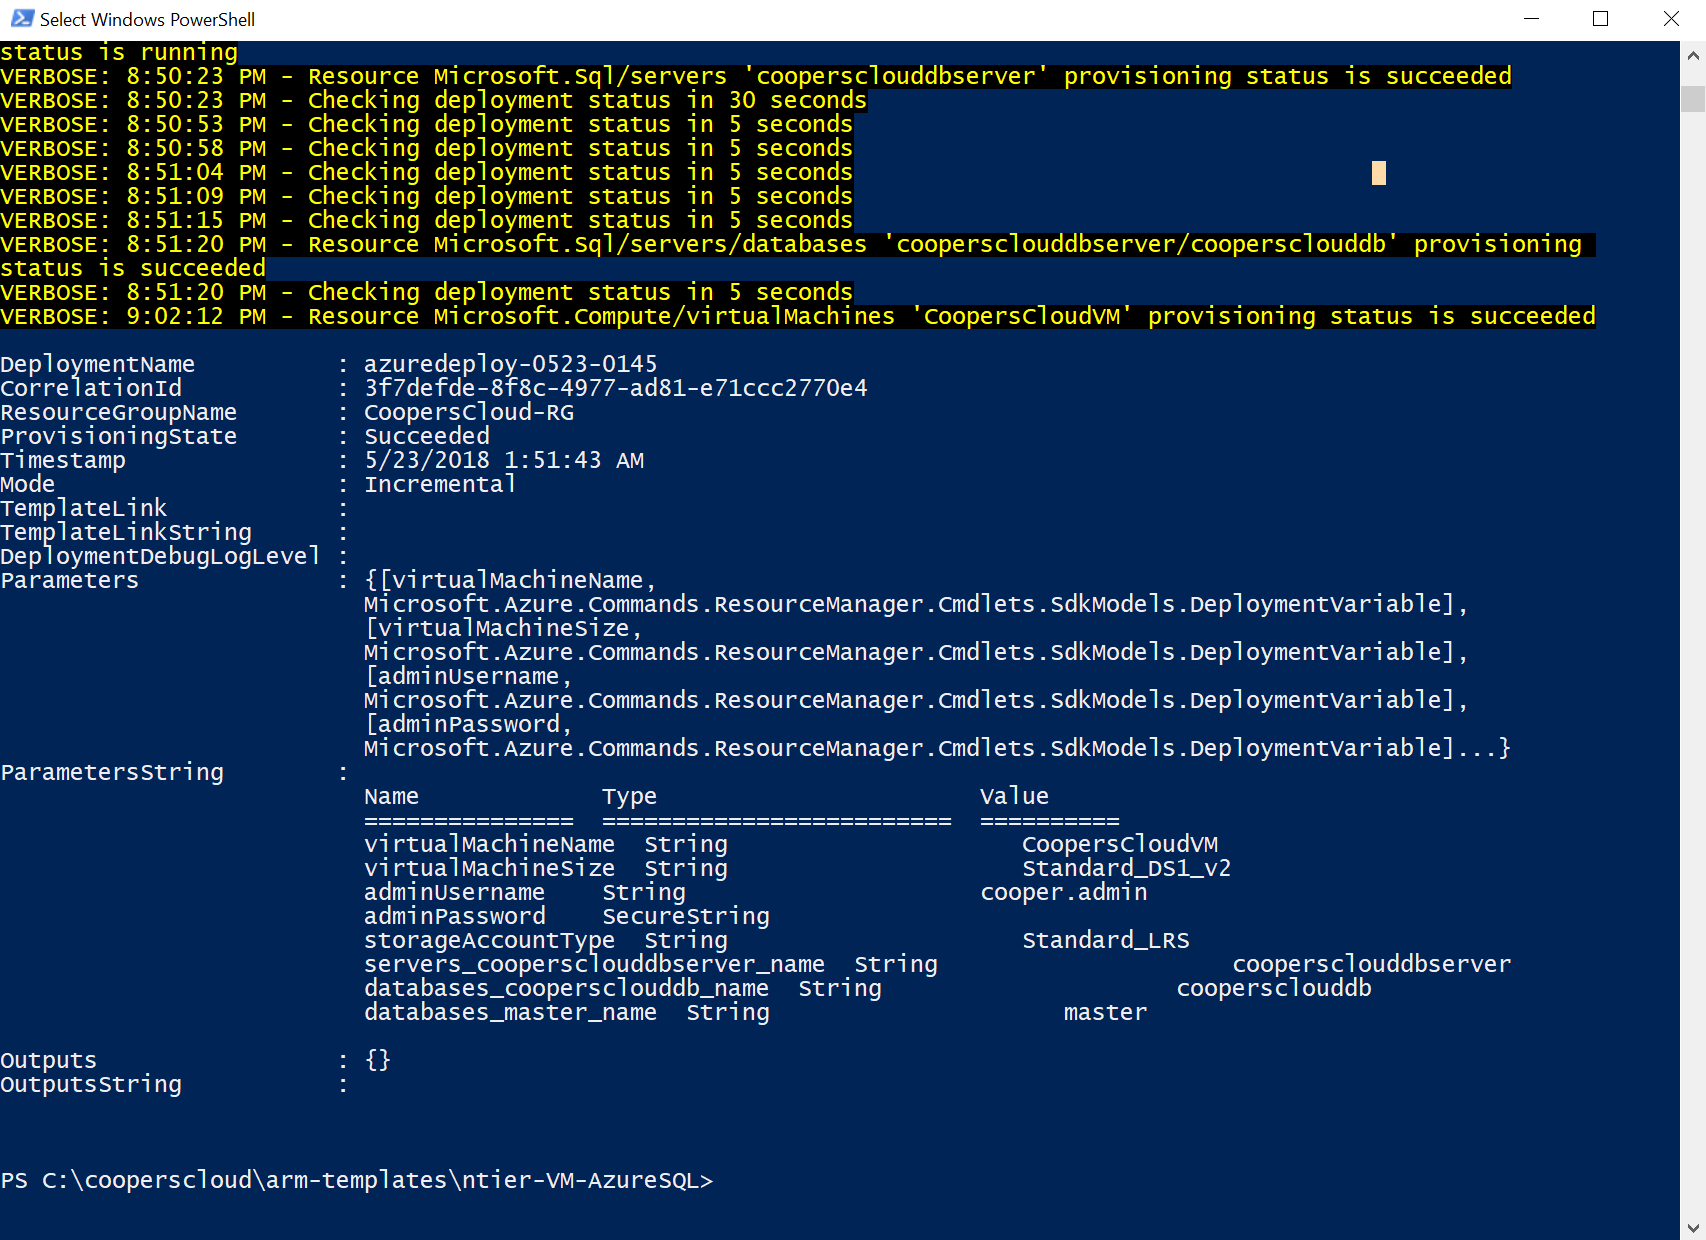 Select Windows PowerShell
status is running
VERBOSE: 8:50:23 PM - Resource Microsoft.Sql/servers 'coopersclouddbserver' provisioning status is succeeded
VERBOSE: 8:50:23 PM - Checking deployment status in 30 seconds
VERBOSE: 8:50:53 PM - Checking deployment status in 5 seconds
VERBOSE: 8:50:58 PM - Checking deployment status in 5 seconds
VERBOSE: 8:51:04 PM - Checking deployment status in 5 seconds
VERBOSE: 8:51:09 PM - Checking deployment status in 5 seconds
VERBOSE: 8:51:15 PM - Checking deployment status in 5 seconds
VERBOSE: 8:51:20 PM - Resource Microsoft.Sql/servers/databases 'coopersclouddbserver/coopersclouddb' provisioning
status is succeeded
VERBOSE: 8:51:20 PM - Checking deployment status in 5 seconds
VERBOSE: 9:02:12 PM - Resource Microsoft.Compute/virtualMachines 'CoopersCloudVM' provisioning status is succeeded
DeploymentName          : azuredeploy-0523-0145
CorrelationId           : 3f7defde-8f8c-4977-ad81-e71ccc2770e4
ResourceGroupName       : CoopersCloud-RG
ProvisioningState       : Succeeded
Timestamp               : 5/23/2018 1:51:43 AM
Mode                    : Incremental
TemplateLink            :
TemplateLinkString      :
DeploymentDebugLogLevel :
Parameters              : {[virtualMachineName,
                          Microsoft.Azure.Commands.ResourceManager.Cmdlets.SdkModels.DeploymentVariable],
                          [virtualMachineSize,
                          Microsoft.Azure.Commands.ResourceManager.Cmdlets.SdkModels.DeploymentVariable],
                          [adminUsername,
                          Microsoft.Azure.Commands.ResourceManager.Cmdlets.SdkModels.DeploymentVariable],
                          [adminPassword,
                          Microsoft.Azure.Commands.ResourceManager.Cmdlets.SdkModels.DeploymentVariable]...}
ParametersString        :
                          Name             Type                       Value
                          ===============  =========================  ==========
                          virtualMachineName  String                     CoopersCloudVM
                          virtualMachineSize  String                     Standard_DS1_v2
                          adminUsername    String                     cooper.admin
                          adminPassword    SecureString
                          storageAccountType  String                     Standard_LRS
                          servers_coopersclouddbserver_name  String                     coopersclouddbserver
                          databases_coopersclouddb_name  String                     coopersclouddb
                          databases_master_name  String                     master
Outputs                 : {}
OutputsString           :
PS C:\cooperscloud\arm-templates\ntier-VM-AzureSQL>